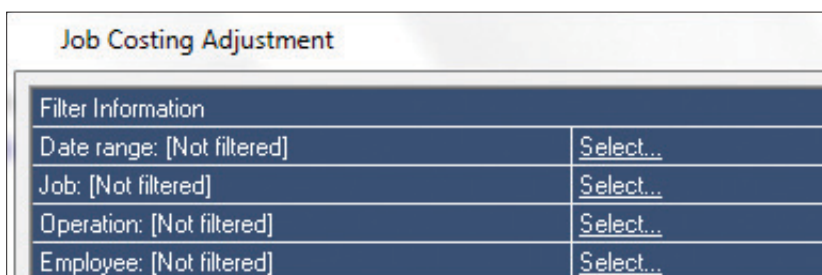 Job Costing Adjustment
Filter Information
Date range: [Not filtered] Select...
Job: [Not filtered] Select...
Operation: [Not filtered] Select...
Employee: [Not filtered] Select...